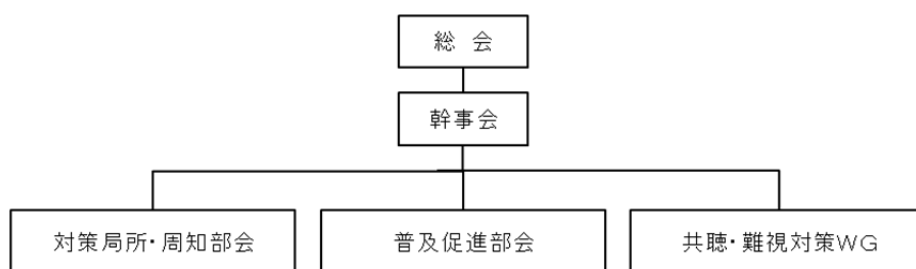 総 会
幹事会
対策局所・周知部会
普及促進部会
共聴・難視対策WG